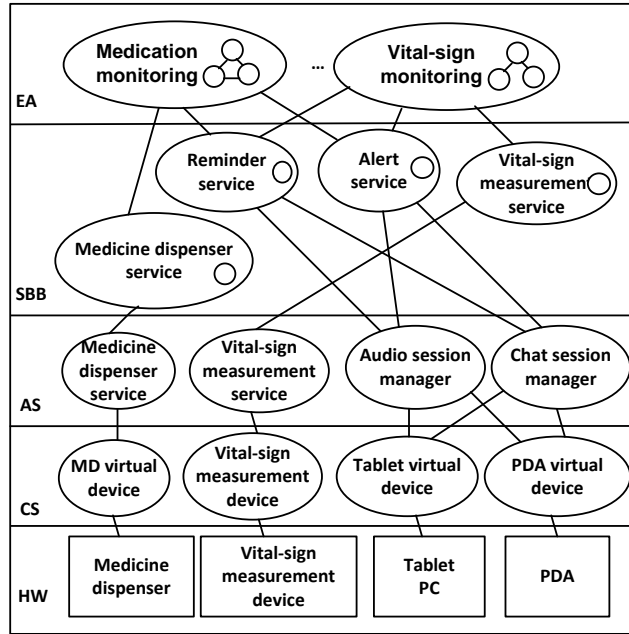 Medication
monitoring
...
Vital-sign
monitoring
EA
Reminder
service
Alert
service
Vital-sign
measuremen
service
Medicine dispenser
service
SBB
Medicine
dispenser
service
Vital-sign
measurement
service
Audio session
manager
Chat session
manager
AS
MD virtual
device
Vital-sign
measurement
device
Tablet virtual
device
PDA virtual
device
CS
Medicine
dispenser
Vital-sign
measurement
device
Tablet
PC
PDA
HW